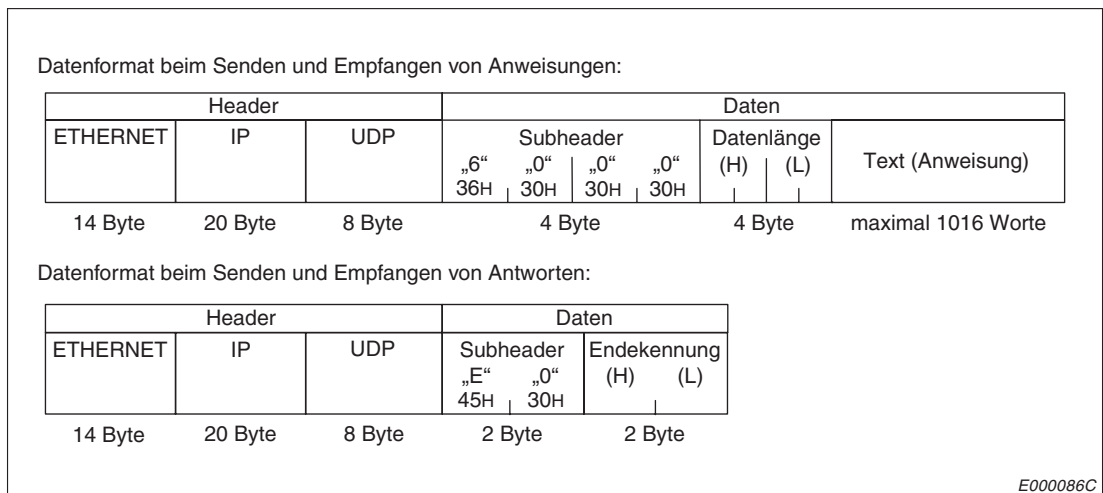 Datenformat beim Senden und Empfangen von Anweisungen:
Header Daten
ETHERNET IP UDP Subheader Datenlänge Text (Anweisung)
„6“ „0“ „0“ „0“ (H) (L)
36H 30H 30H 30H
14 Byte 20 Byte 8 Byte 4 Byte 4 Byte maximal 1016 Worte
Datenformat beim Senden und Empfangen von Antworten:
Header Daten
ETHERNET IP UDP Subheader Endekennung
„E“ „0“ (H) (L)
45H 30H
14 Byte 20 Byte 8 Byte 2 Byte 2 Byte
E000086C